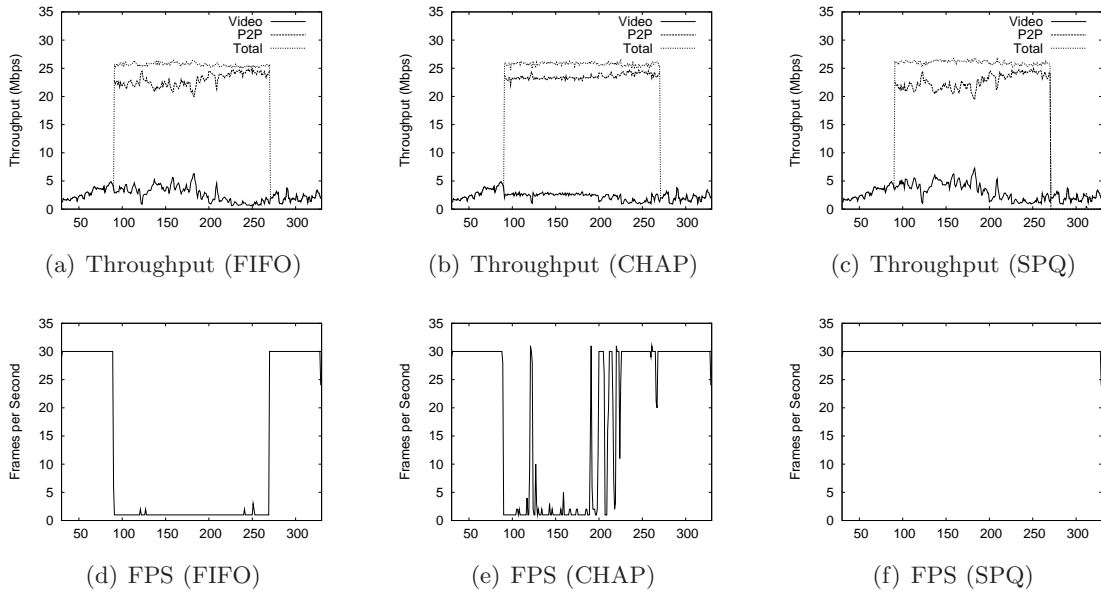 35
30
25
20
15
10
5
0
Throughput (Mbps)
50 100 150 200 250 300
Video
P2P
Total
(a) Throughput (FIFO)
35
30
25
20
15
10
5
0
Throughput (Mbps)
50 100 150 200 250 300
Video
P2P
Total
(b) Throughput (CHAP)
35
30
25
20
15
10
5
0
Throughput (Mbps)
50 100 150 200 250 300
Video
P2P
Total
(c) Throughput (SPQ)
35
30
25
20
15
10
5
0
Frames per Second
50 100 150 200 250 300
(d) FPS (FIFO)
35
30
25
20
15
10
5
0
Frames per Second
50 100 150 200 250 300
(e) FPS (CHAP)
35
30
25
20
15
10
5
0
Frames per Second
50 100 150 200 250 300
(f) FPS (SPQ)